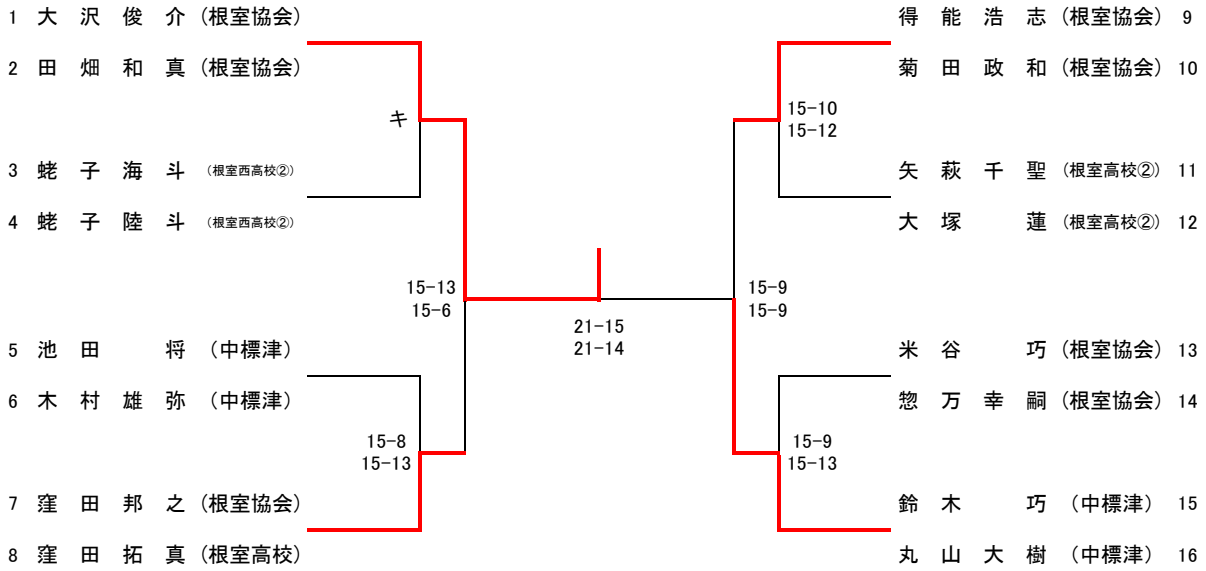 1 大 沢 俊 介 (根室協会)
2 田 畑 和 真 (根室協会)
キ
3 蛯 子 海 斗 (根室西高校②)
4 蛯 子 陸 斗 (根室西高校②)
15-13
15-6
5 池 田 将 (中標津)
6 木 村 雄 弥 (中標津)
15-8
15-13
7 窪 田 邦 之 (根室協会)
8 窪 田 拓 真 (根室高校)
21-15
21-14
得 能 浩 志 (根室協会) 9
菊 田 政 和 (根室協会) 10
15-10
15-12
矢 萩 千 聖 (根室高校②) 11
大 塚 蓮 (根室高校②) 12
15-9
15-9
米 谷 巧 (根室協会) 13
惣 万 幸 嗣 (根室協会) 14
15-9
15-13
鈴 木 巧 (中標津) 15
丸 山 大 樹 (中標津) 16